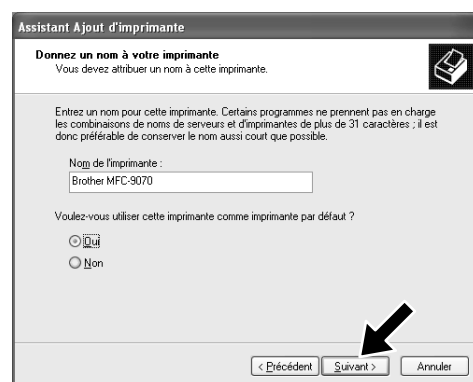 Assistant Ajout d'imprimante
Donnez un nom à votre imprimante
Vous devez attribuer un nom à cette imprimante.
Entrez un nom pour cette imprimante. Certains programmes ne prennent pas en charge
les combinaisons de noms de serveurs et d'imprimantes de plus de 31 caractères ; il est
donc préférable de conserver le nom aussi court que possible.
Nom de l'imprimante :
Brother MFC-9070
Voulez-vous utiliser cette imprimante comme imprimante par défaut ?
Oui
Non
< Précédent Suivant > Annuler